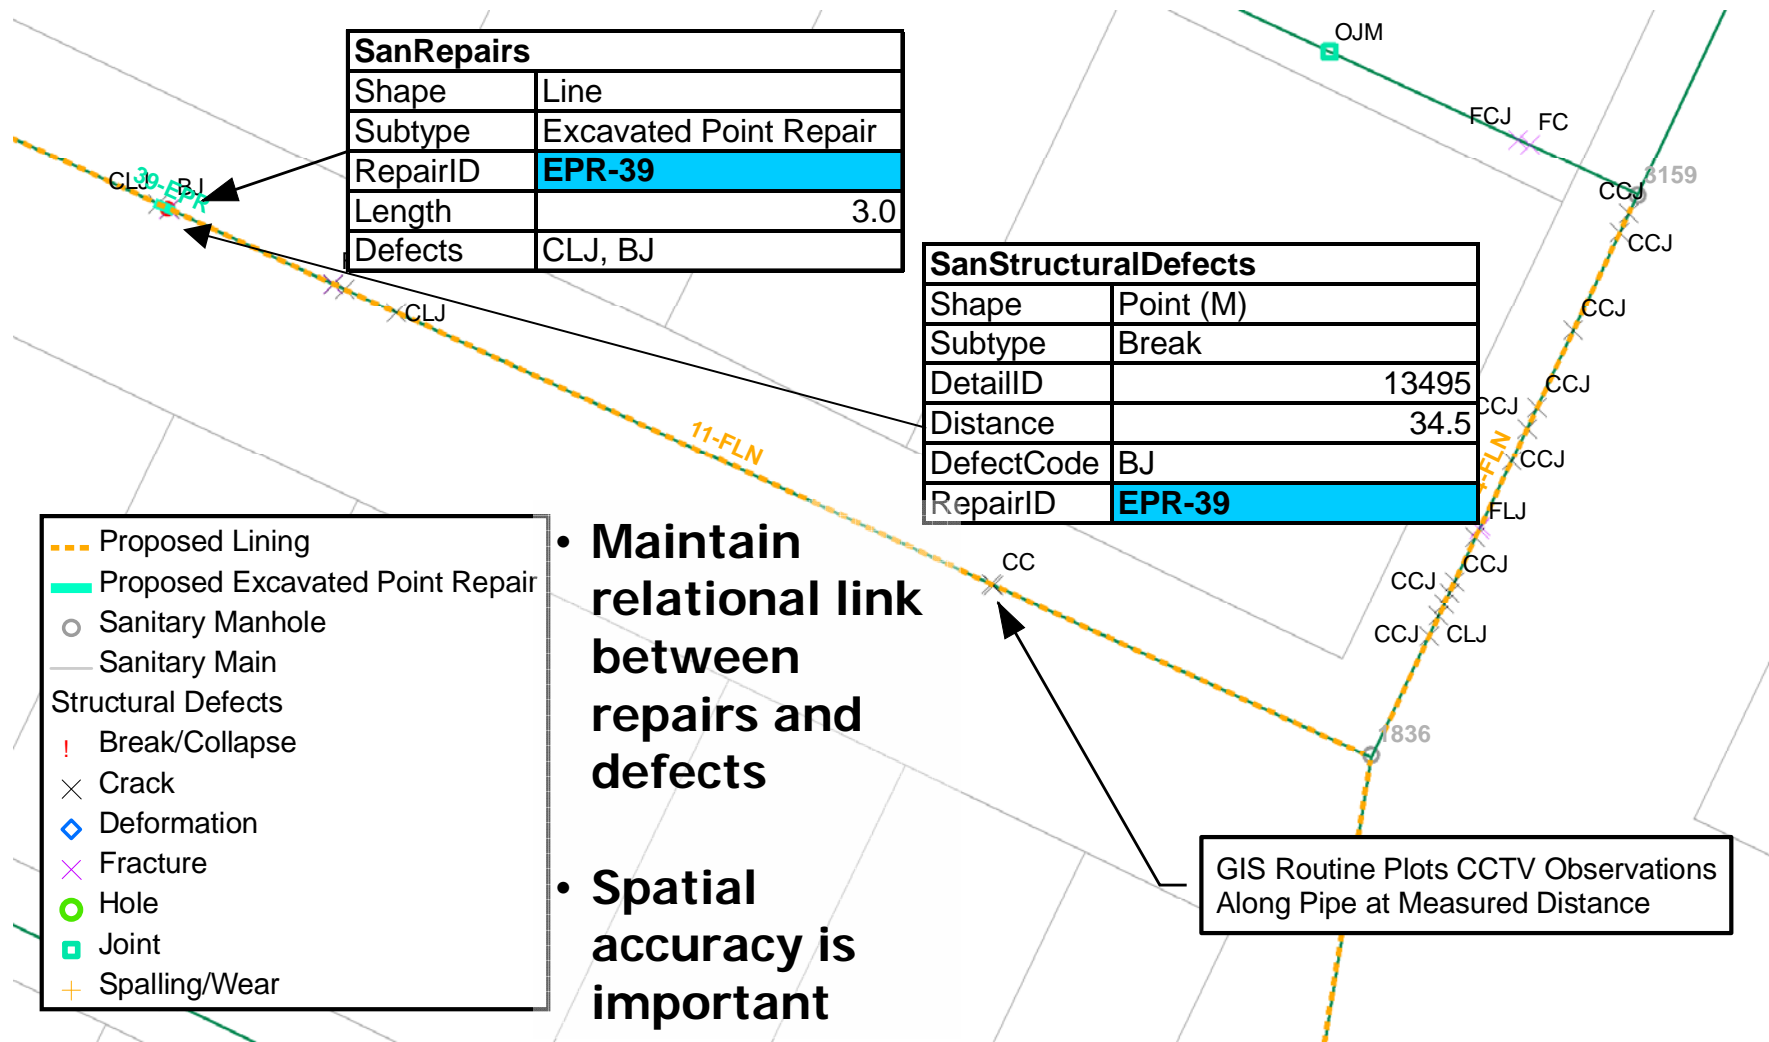 OJM
FCJ
FC
3159
CCJ
CCJ
CCJ
CCJ
CCJ
CCJ
FLJ
CCJ
CCJ
CCJ
CLJ
1836
SanRepairs
Shape Line
Subtype Excavated Point Repair
RepairID EPR-39
Length 3.0
Defects CLJ, BJ
CLJ
39-EPR
BJ
CLJ
11-FLN
CC
SanStructuralDefects
Shape Point (M)
Subtype Break
DetailID 13495
Distance 34.5
DefectCode BJ
RepairID EPR-39
Proposed Lining
Proposed Excavated Point Repair
Sanitary Manhole
Sanitary Main
Structural Defects
Break/Collapse
Crack
Deformation
Fracture
Hole
Joint
Spalling/Wear
• Maintain
relational link
between
repairs and
defects
• Spatial
accuracy is
important
GIS Routine Plots CCTV Observations
Along Pipe at Measured Distance